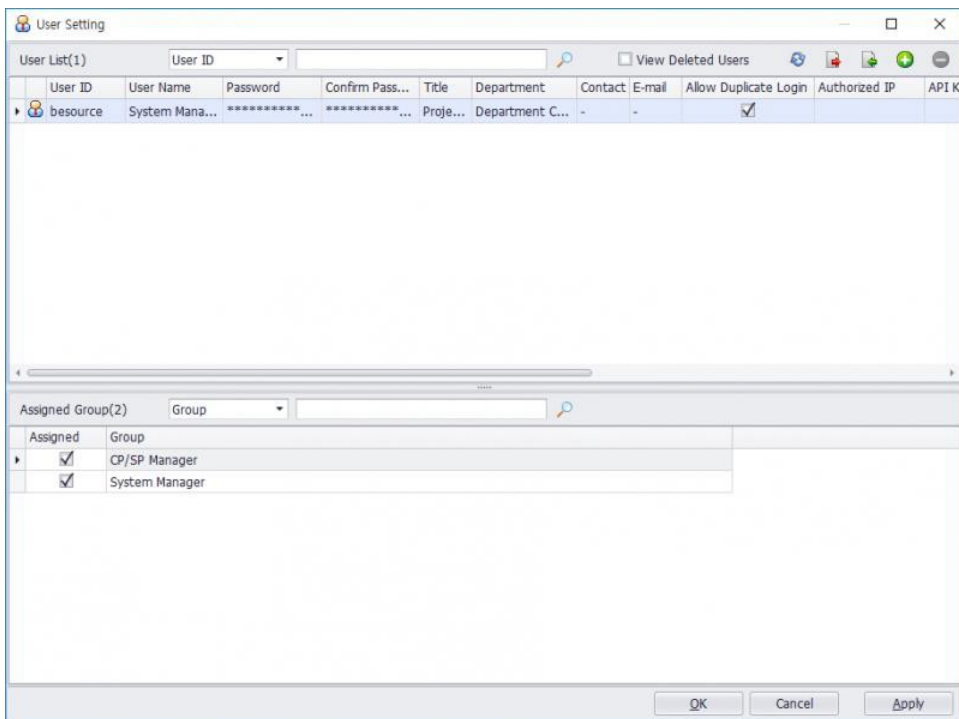 User Setting
User List(1) User ID View Deleted Users
User ID User Name Password Confirm Pass... Title Department Contact E-mail Allow Duplicate Login Authorized IP API K
besource System Mana... **********... **********... Proje... Department C... - -
Assigned Group(2) Group
Assigned Group
CP/SP Manager
System Manager
OK Cancel Apply